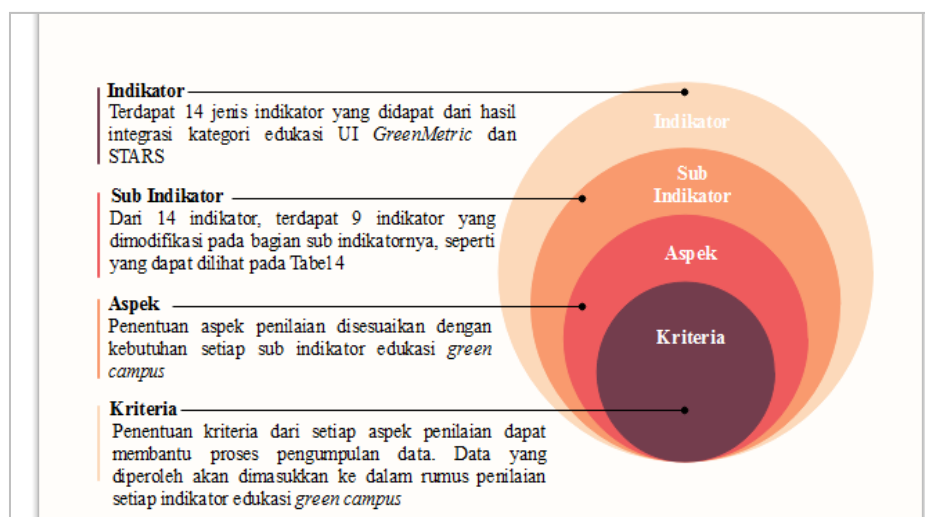 Indikator
Terdapat 14 jenis indikator yang didapat dari hasil
integrasi kategori edukasi UI GreenMetric dan
STARS
Sub Indikator
Dari 14 indikator, terdapat 9 indikator yang
dimodifikasi pada bagian sub indikatornya, seperti
yang dapat dilihat pada Tabel 4
Aspek
Penentuan aspek penilaian disesuaikan dengan
kebutuhan setiap sub indikator edukasi green
campus
Kriteria
Penentuan kriteria dari setiap aspek penilaian dapat
membantu proses pengumpulan data. Data yang
diperoleh akan dimasukkan ke dalam rumus penilaian
setiap indikator edukasi green campus
Indikator
Sub
Indikator
Aspek
Kriteria